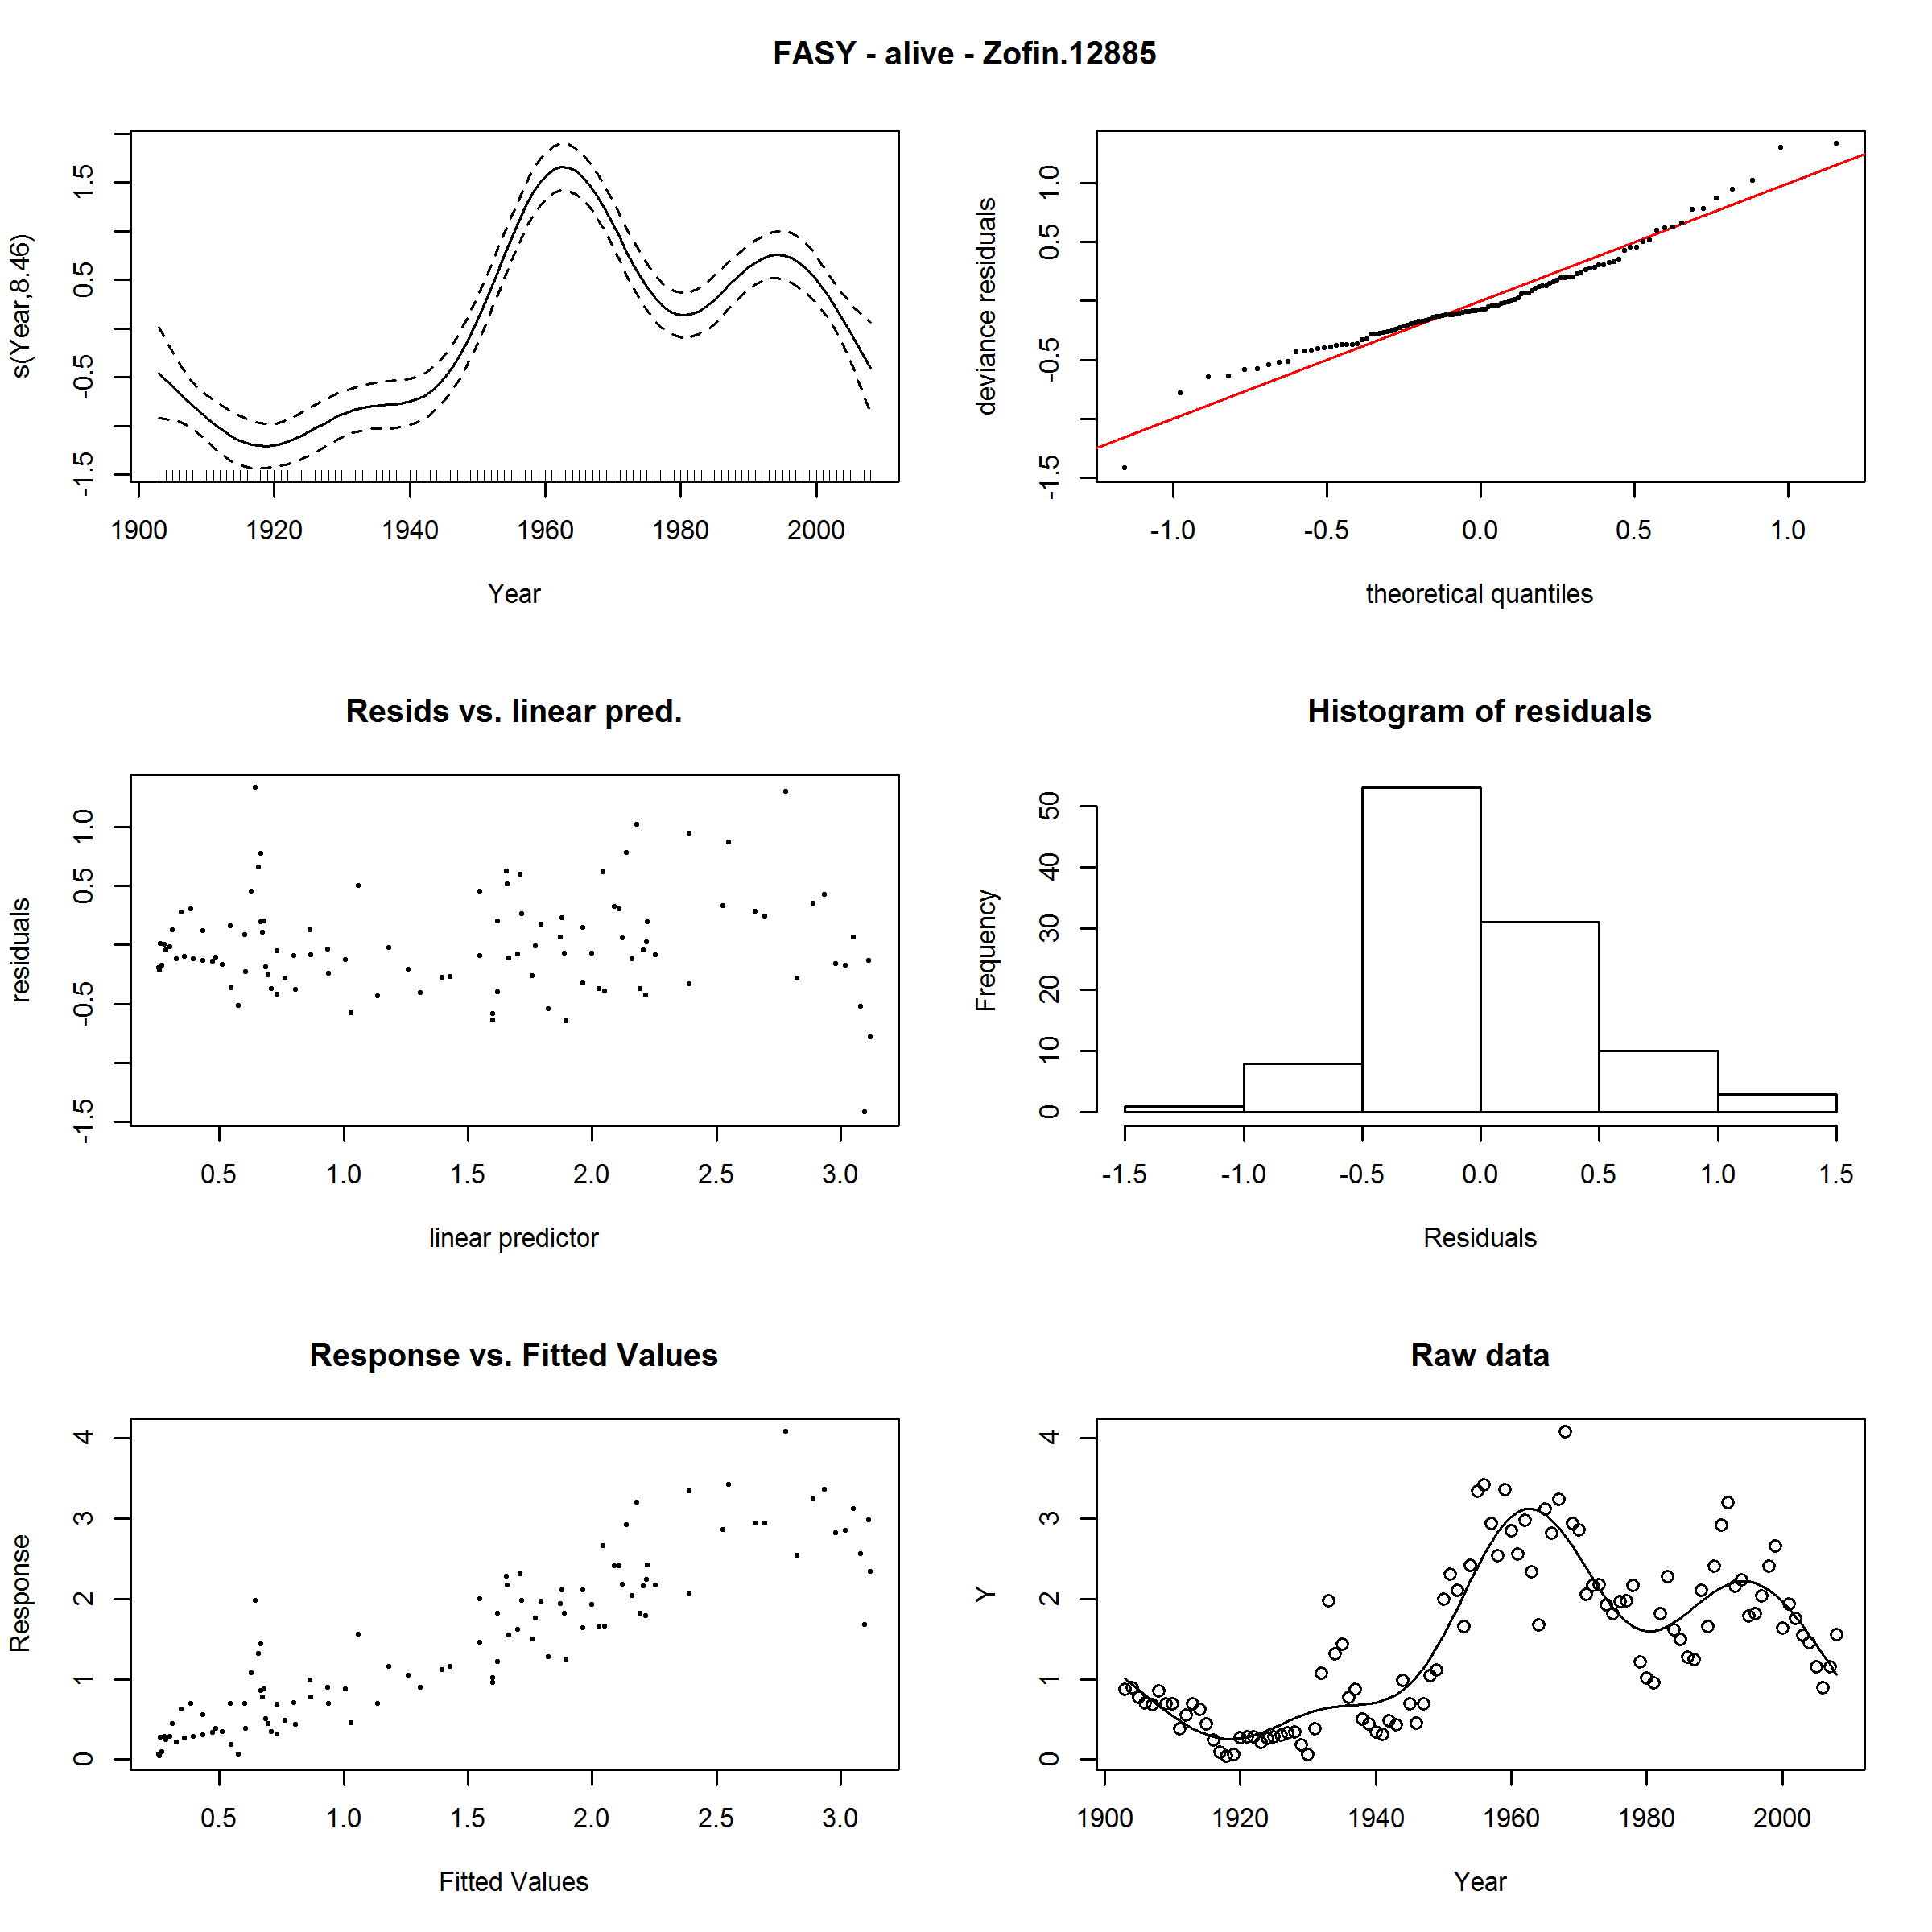 FASY - alive - Zofin.12885
s(Year,8.46)
1.5
0.5
-0.5
-1.5
1900 1920 1940 1960 1980 2000
Year
deviance residuals
1.0
0.5
-0.5
-1.5
-1.0 -0.5 0.0 0.5 1.0
theoretical quantiles
Resids vs. linear pred.
residuals
1.0
0.5
-0.5
-1.5
0.5 1.0 1.5 2.0 2.5 3.0
linear predictor
Histogram of residuals
Frequency
50
40
30
20
10
0
-1.5 -1.0 -0.5 0.0 0.5 1.0 1.5
Residuals
Response vs. Fitted Values
Response
4
3
2
1
0
0.5 1.0 1.5 2.0 2.5 3.0
Fitted Values
Raw data
Y
4
3
2
1
0
1900 1920 1940 1960 1980 2000
Year